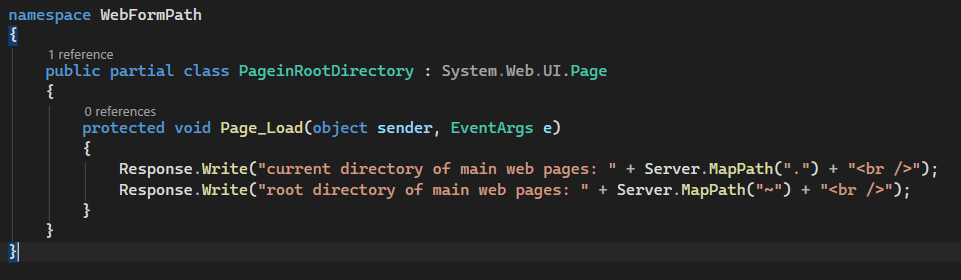 namespace WebFormPath
{
1 reference
public partial class PageinRootDirectory : System.Web.UI.Page
{
0 references
protected void Page_Load(object sender, EventArgs e)
{
Response.Write("current directory of main web pages: " + Server.MapPath(".") + "<br />");
Response.Write("root directory of main web pages: " + Server.MapPath("~") + "<br />");
}
}
}